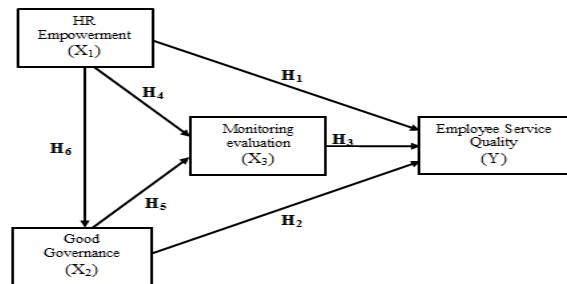 HR
Empowerment
(X₁)
H₁
H₄
Monitoring
evaluation
(X₃)
H₃
Employee Service
Quality
(Y)
H₆
H₅
H₂
Good
Governance
(X₂)